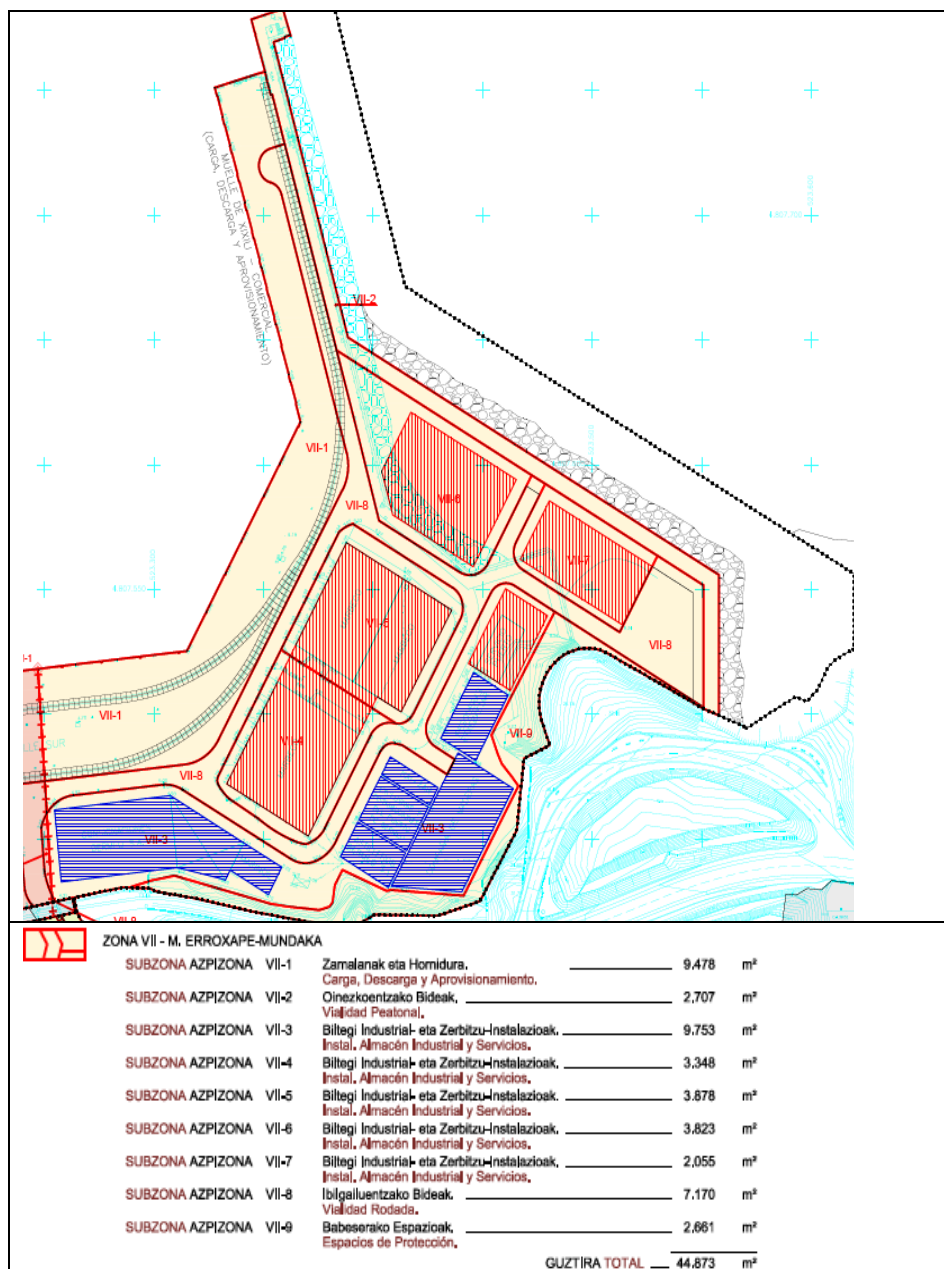 MUELLE DE XIXILI - COMERCIAL
(CARGA, DESCARGA Y APROVISIONAMIENTO)
VII-2
VII-1
VII-6
VII-8
VII-7
VII-5
VII-8
VII-1
VII-4
VII-9
VII-8
VII-3
VII-3
ZONA VII - M. ERROXAPE-MUNDAKA
SUBZONA AZPIZONA VII-1 Zamalanak eta Hornidura. 9.478 m²
Carga, Descarga y Aprovisionamiento.
SUBZONA AZPIZONA VII-2 Oinezkoentzako Bideak. 2.707 m²
Vialidad Peatonal.
SUBZONA AZPIZONA VII-3 Biltegi Industrial- eta Zerbitzu-Instalazioak. 9.753 m²
Instal. Almacén Industrial y Servicios.
SUBZONA AZPIZONA VII-4 Biltegi Industrial- eta Zerbitzu-Instalazioak. 3.348 m²
Instal. Almacén Industrial y Servicios.
SUBZONA AZPIZONA VII-5 Biltegi Industrial- eta Zerbitzu-Instalazioak. 3.878 m²
Instal. Almacén Industrial y Servicios.
SUBZONA AZPIZONA VII-6 Biltegi Industrial- eta Zerbitzu-Instalazioak. 3.823 m²
Instal. Almacén Industrial y Servicios.
SUBZONA AZPIZONA VII-7 Biltegi Industrial- eta Zerbitzu-Instalazioak. 2.055 m²
Instal. Almacén Industrial y Servicios.
SUBZONA AZPIZONA VII-8 Ibilgailuentzako Bideak. 7.170 m²
Vialidad Rodada.
SUBZONA AZPIZONA VII-9 Babeserako Espazioak. 2.661 m²
Espacios de Protección.
GUZTIRA TOTAL 44.873 m²